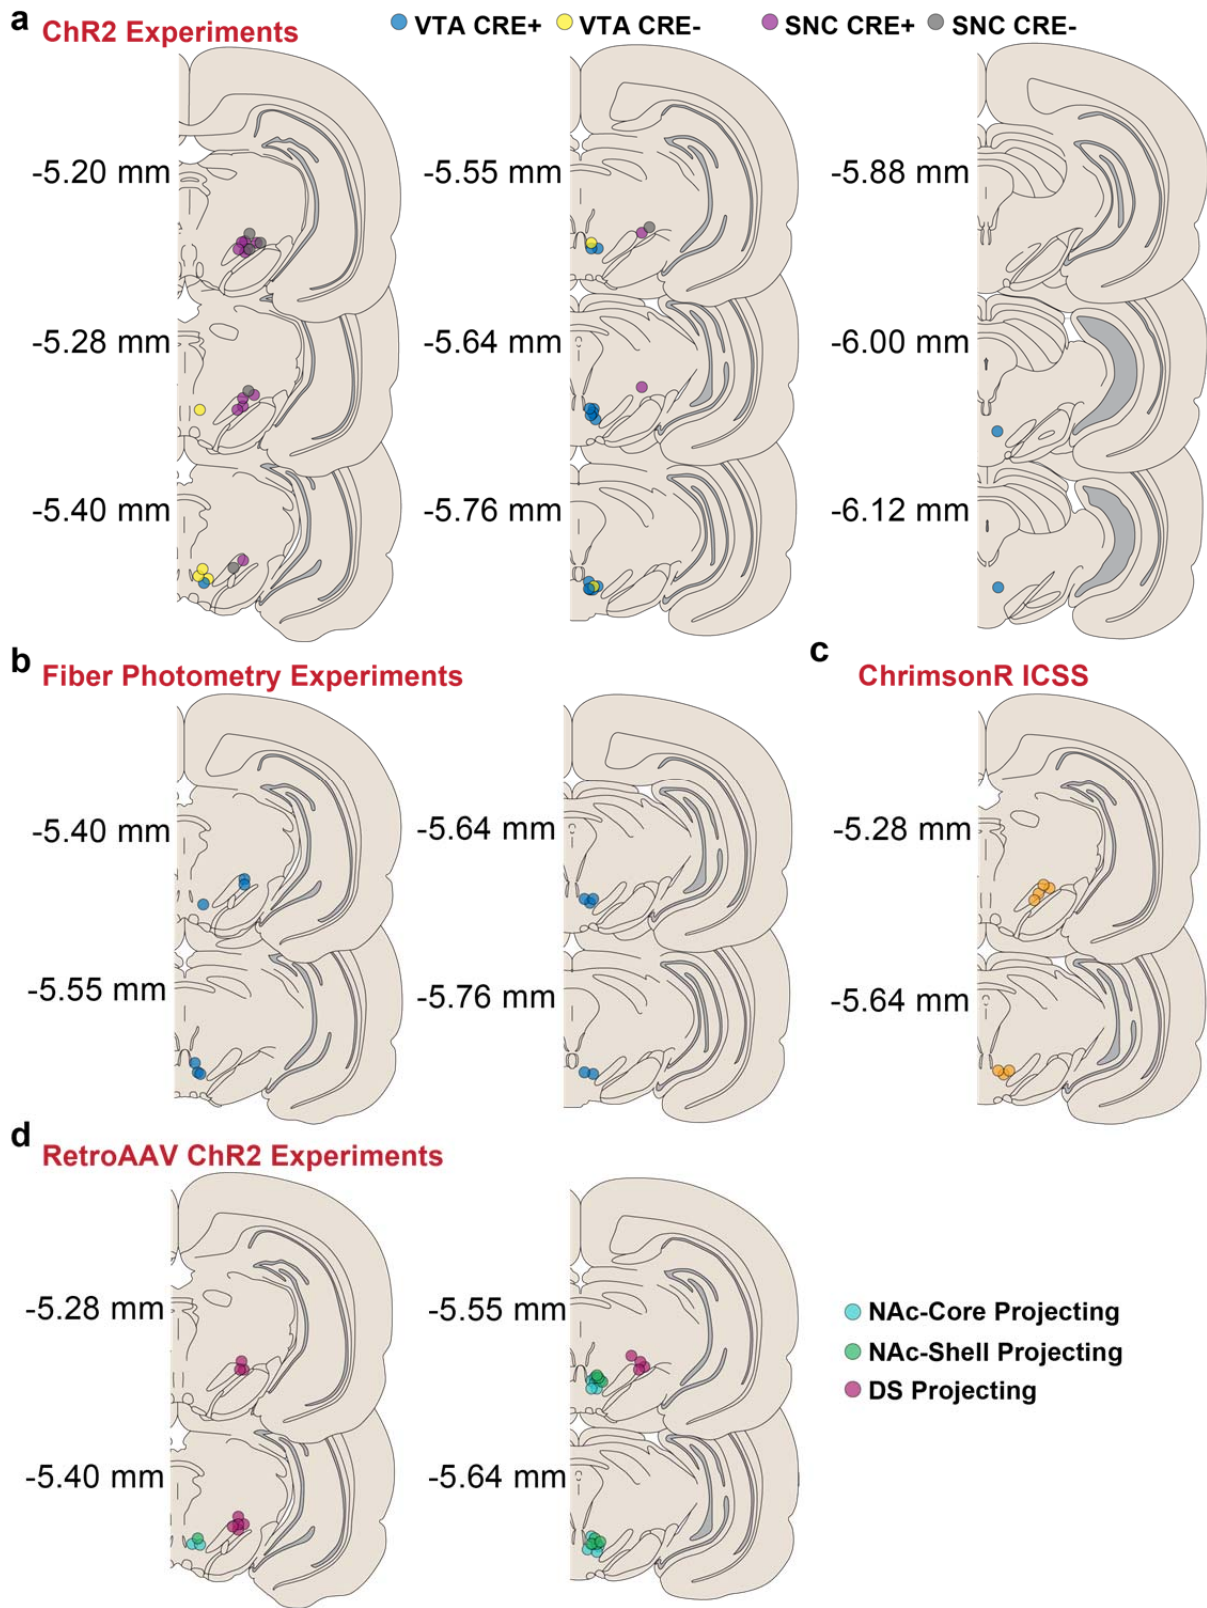 a
ChR2 Experiments
VTA CRE+ VTA CRE- SNC CRE+ SNC CRE-
-5.20 mm -5.55 mm -5.88 mm
-5.28 mm -5.64 mm -6.00 mm
-5.40 mm -5.76 mm -6.12 mm
b
Fiber Photometry Experiments
-5.40 mm -5.64 mm
-5.55 mm -5.76 mm
c
ChrimsonR ICSS
-5.28 mm
-5.64 mm
d
RetroAAV ChR2 Experiments
-5.28 mm -5.55 mm
-5.40 mm -5.64 mm
NAc-Core Projecting
NAc-Shell Projecting
DS Projecting